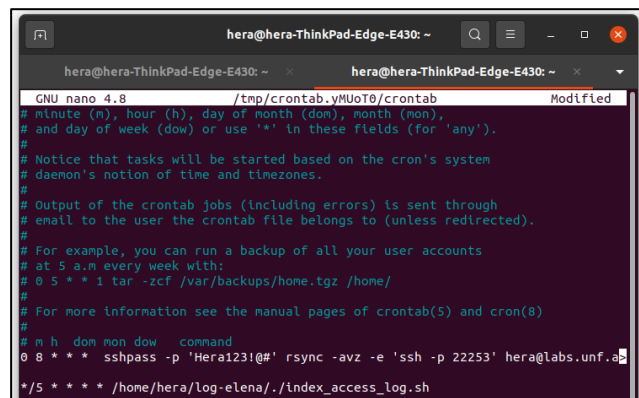 hera@hera-ThinkPad-Edge-E430: ~
hera@hera-ThinkPad-Edge-E430: ~ × hera@hera-ThinkPad-Edge-E430: ~ ×
GNU nano 4.8 /tmp/crontab.yMUoT0/crontab Modified
# minute (m), hour (h), day of month (dom), month (mon),
# and day of week (dow) or use '*' in these fields (for 'any').
#
# Notice that tasks will be started based on the cron's system
# daemon's notion of time and timezones.
#
# Output of the crontab jobs (including errors) is sent through
# email to the user the crontab file belongs to (unless redirected).
#
# For example, you can run a backup of all your user accounts
# at 5 a.m every week with:
# 0 5 * * 1 tar -zcf /var/backups/home.tgz /home/
#
# For more information see the manual pages of crontab(5) and cron(8)
#
# m h  dom mon dow   command
0 8 * * *  sshpass -p 'Hera123!@#' rsync -avz -e 'ssh -p 22253' hera@labs.unf.a>
*/5 * * * * /home/hera/log-elena/./index_access_log.sh